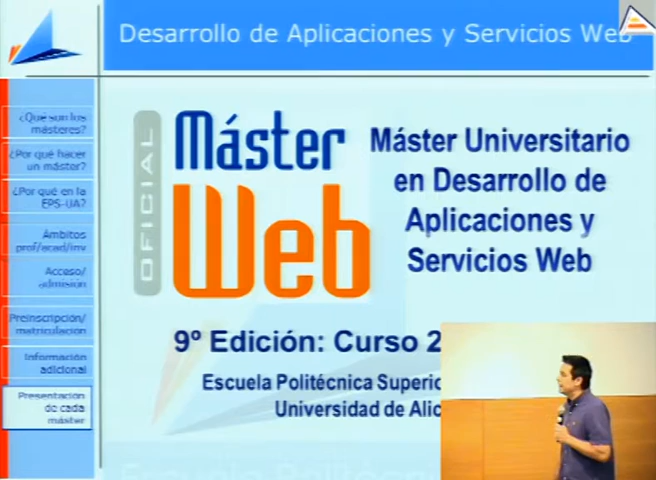 Desarrollo de Aplicaciones y Servicios Web
¿Qué son los
másteres?
¿Por qué hacer
un máster?
¿Por qué en la
EPS-UA?
Ámbitos
prof/acad/inv
Acceso/
admisión
Preinscripción/
matriculación
Información
adicional
Presentación
de cada
máster
OFICIAL
Máster
Web
Máster Universitario
en Desarrollo de
Aplicaciones y
Servicios Web
9º Edición: Curso 2
Escuela Politécnica Superio
Universidad de Alic